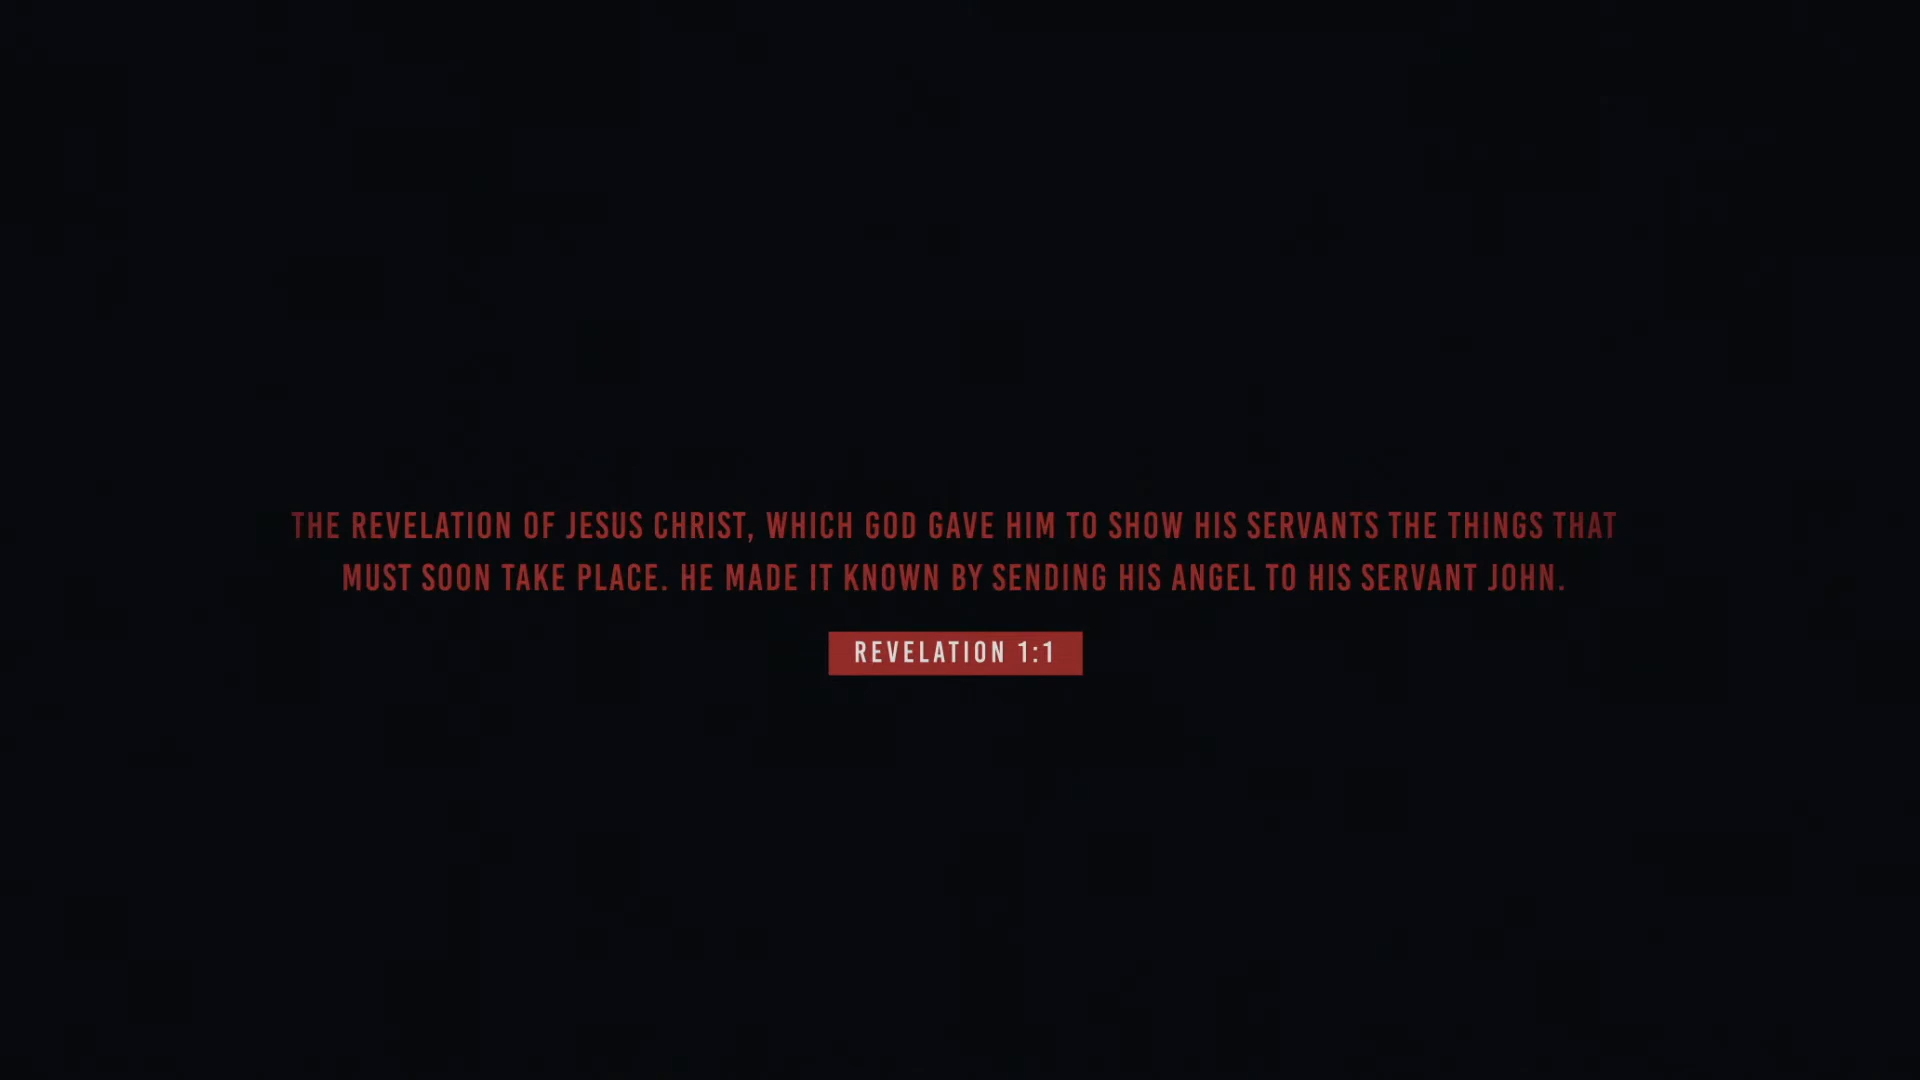 THE REVELATION OF JESUS CHRIST, WHICH GOD GAVE HIM TO SHOW HIS SERVANTS THE THINGS THAT
MUST SOON TAKE PLACE. HE MADE IT KNOWN BY SENDING HIS ANGEL TO HIS SERVANT JOHN.
REVELATION 1:1